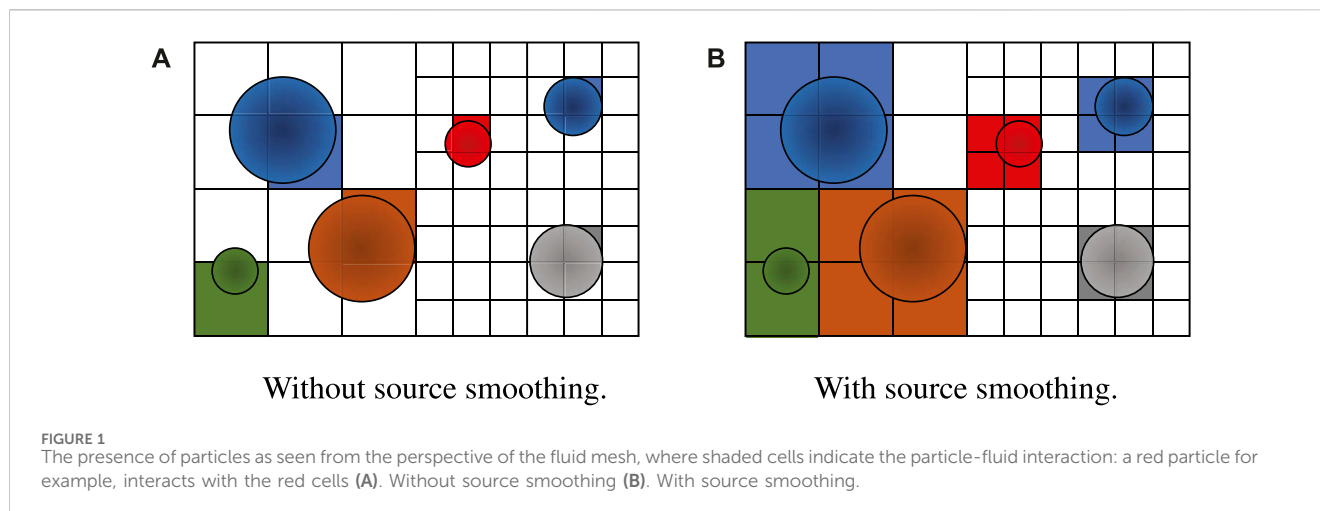 A
B
Without source smoothing.
With source smoothing.
FIGURE 1
The presence of particles as seen from the perspective of the fluid mesh, where shaded cells indicate the particle-fluid interaction: a red particle for
example, interacts with the red cells (A). Without source smoothing (B). With source smoothing.